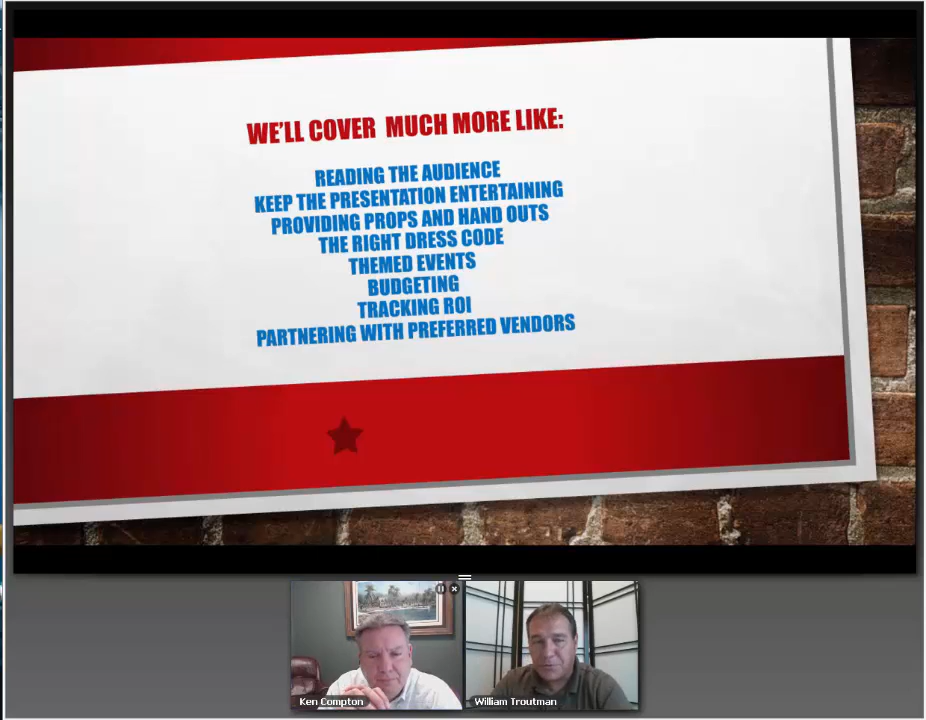 WE'LL COVER MUCH MORE LIKE:
READING THE AUDIENCE
KEEP THE PRESENTATION ENTERTAINING
PROVIDING PROPS AND HAND OUTS
THE RIGHT DRESS CODE
THEMED EVENTS
BUDGETING
TRACKING ROI
PARTNERING WITH PREFERRED VENDORS
Ken Compton
William Troutman